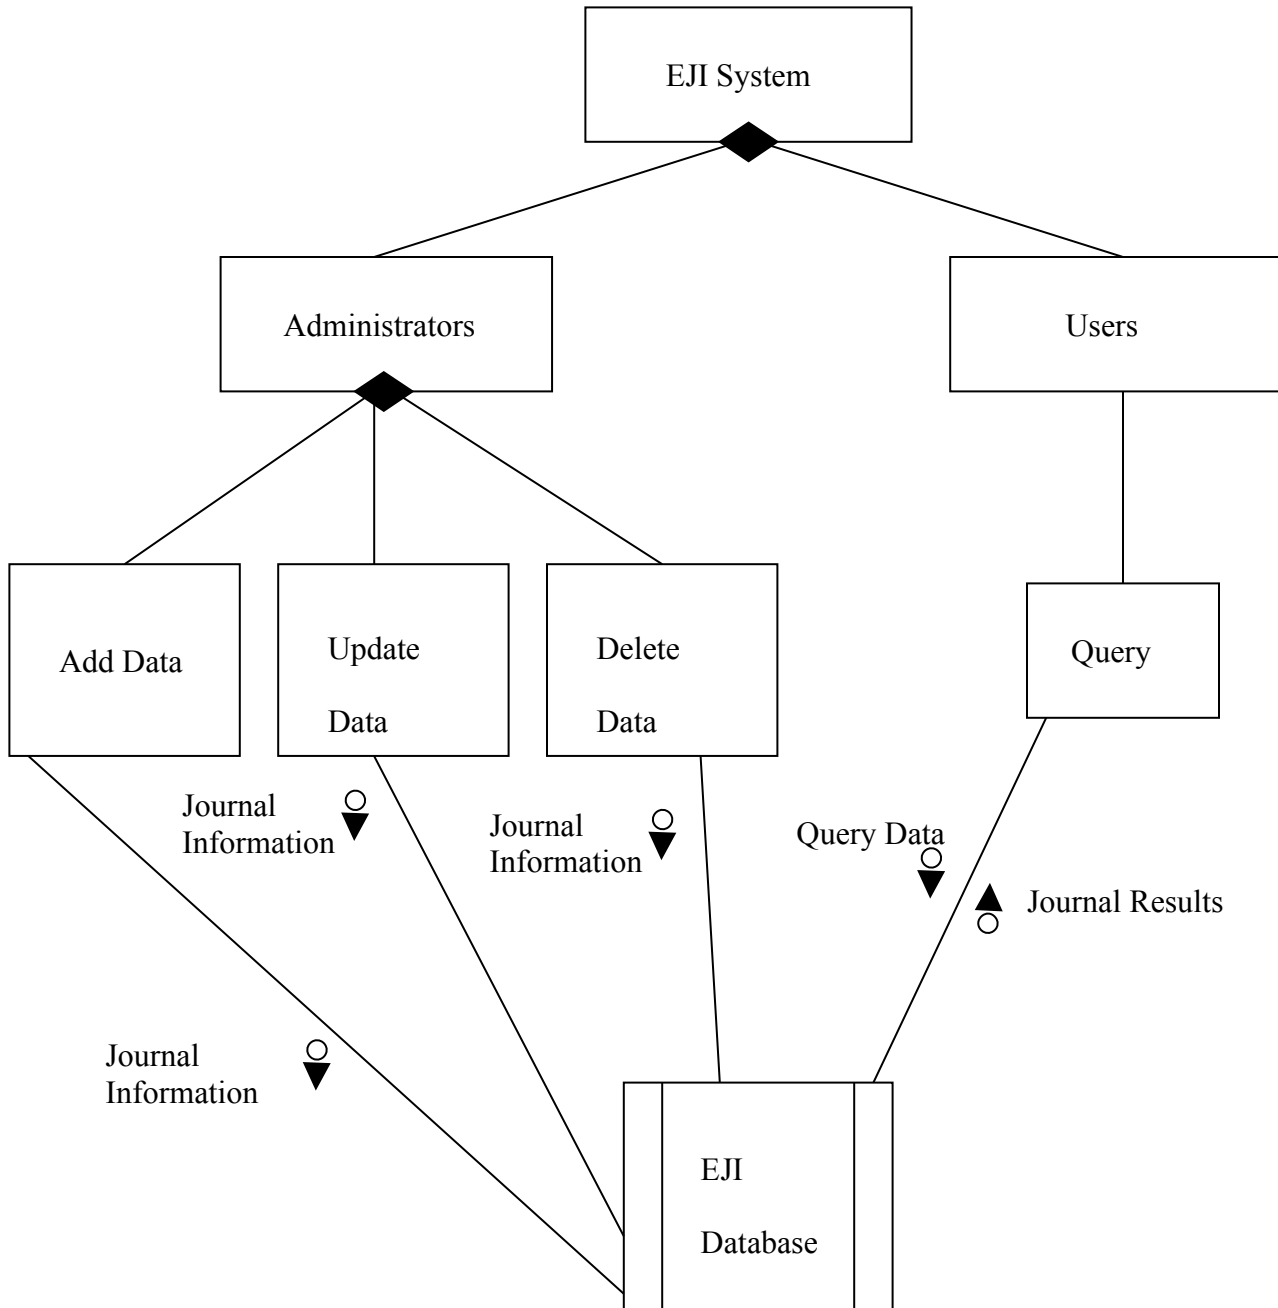 EJI System
Administrators
Users
Add Data
Update
Data
Delete
Data
Query
Journal
Information
Journal
Information
Query Data
Journal Results
Journal
Information
EJI
Database